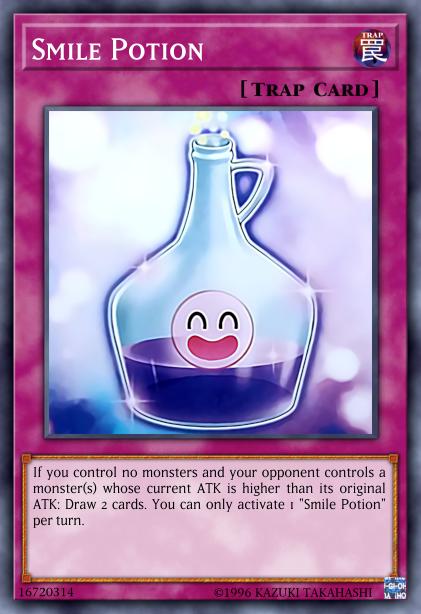 SMILE POTION
TRAP
罠
[TRAP CARD]
If you control no monsters and your opponent controls a
monster(s) whose current ATK is higher than its original
ATK: Draw 2 cards. You can only activate 1 "Smile Potion"
per turn.
16720314
©1996 KAZUKI TAKAHASHI